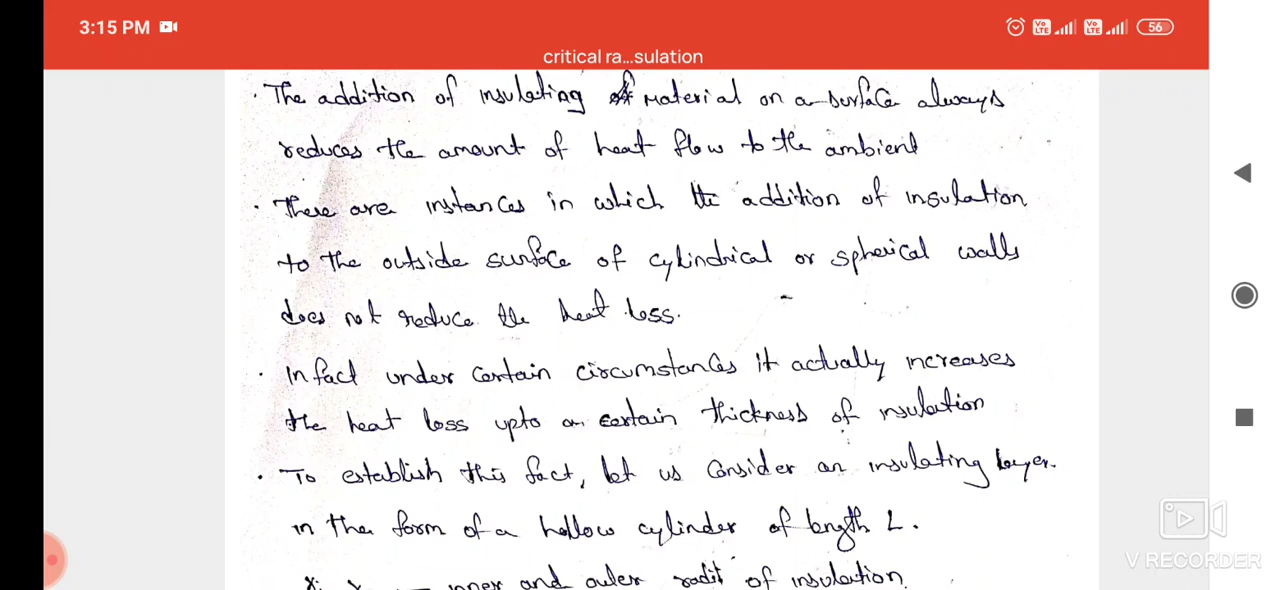 3:15 PM
Vo LTE Vo LTE 56
critical ra...sulation
· The addition of insulating material on a surface always
reduces the amount of heat flow to the ambient
· There are instances in which the addition of insulation
to the outside surface of cylindrical or spherical walls
does not reduce the heat loss.
· In fact under certain circumstances it actually increases
the heat loss upto a certain thickness of insulation
· To establish this fact, let us consider an insulating layer.
in the form of a hollow cylinder of length L.
inner and outer radii of insulation
V RECORDER